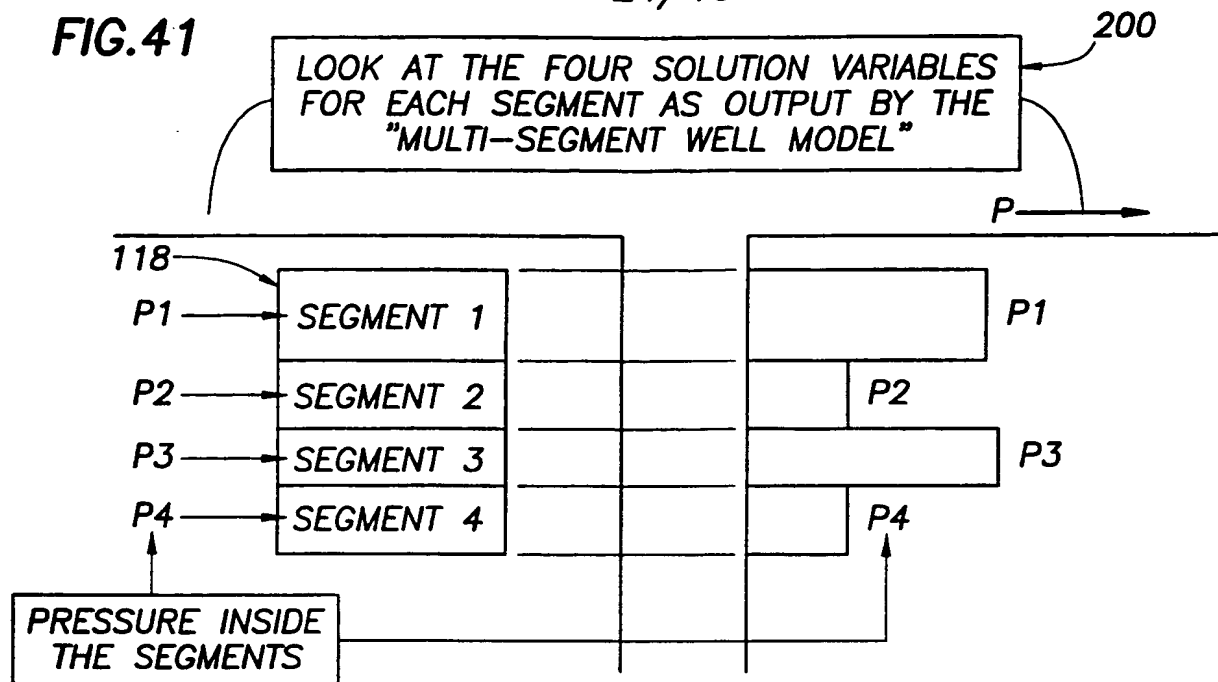 FIG.41
200
LOOK AT THE FOUR SOLUTION VARIABLES
FOR EACH SEGMENT AS OUTPUT BY THE
"MULTI-SEGMENT WELL MODEL"
P
118
P1
SEGMENT 1
P1
P2
SEGMENT 2
P2
P3
SEGMENT 3
P3
P4
SEGMENT 4
P4
PRESSURE INSIDE
THE SEGMENTS